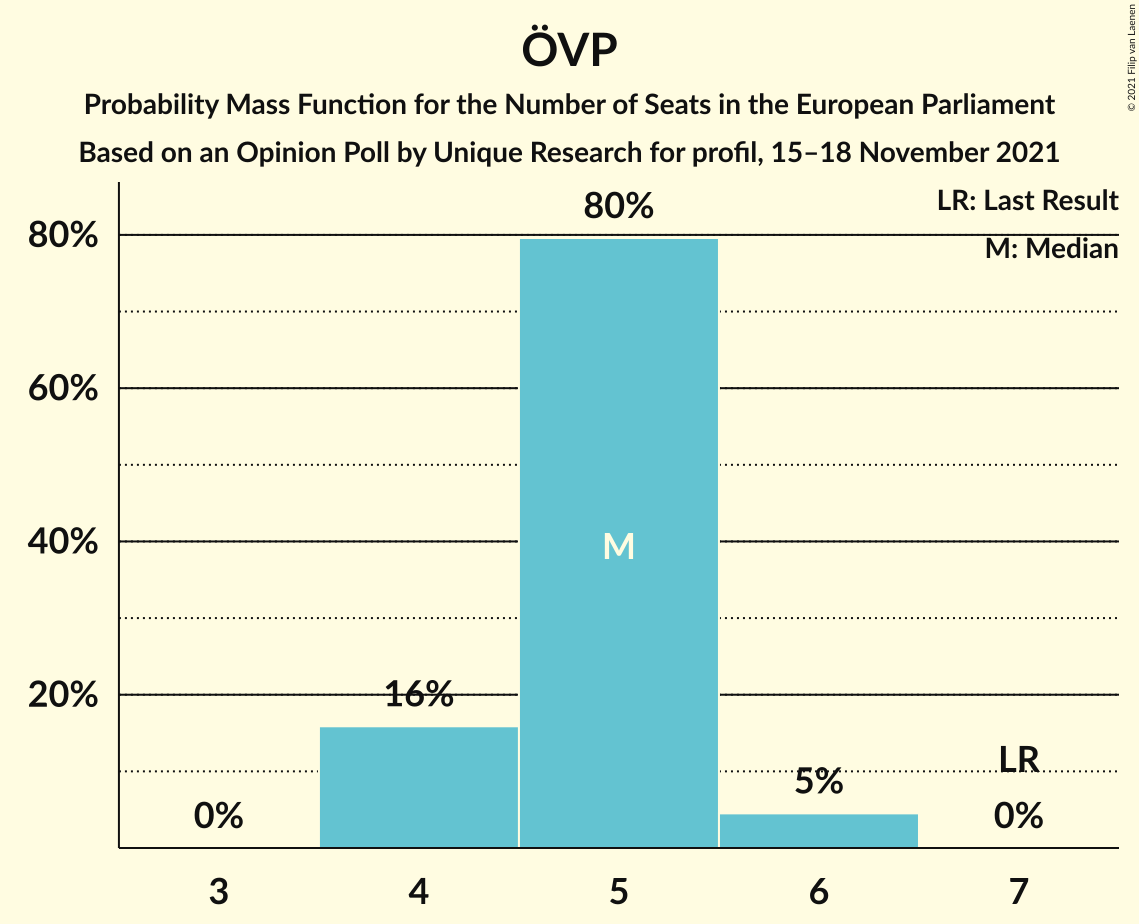 ÖVP
Probability Mass Function for the Number of Seats in the European Parliament
Based on an Opinion Poll by Unique Research for profil, 15–18 November 2021
© 2021 Filip van Laenen
LR: Last Result
M: Median
80%
60%
40%
20%
0%
16%
80%
M
5%
LR
0%
3
4
5
6
7